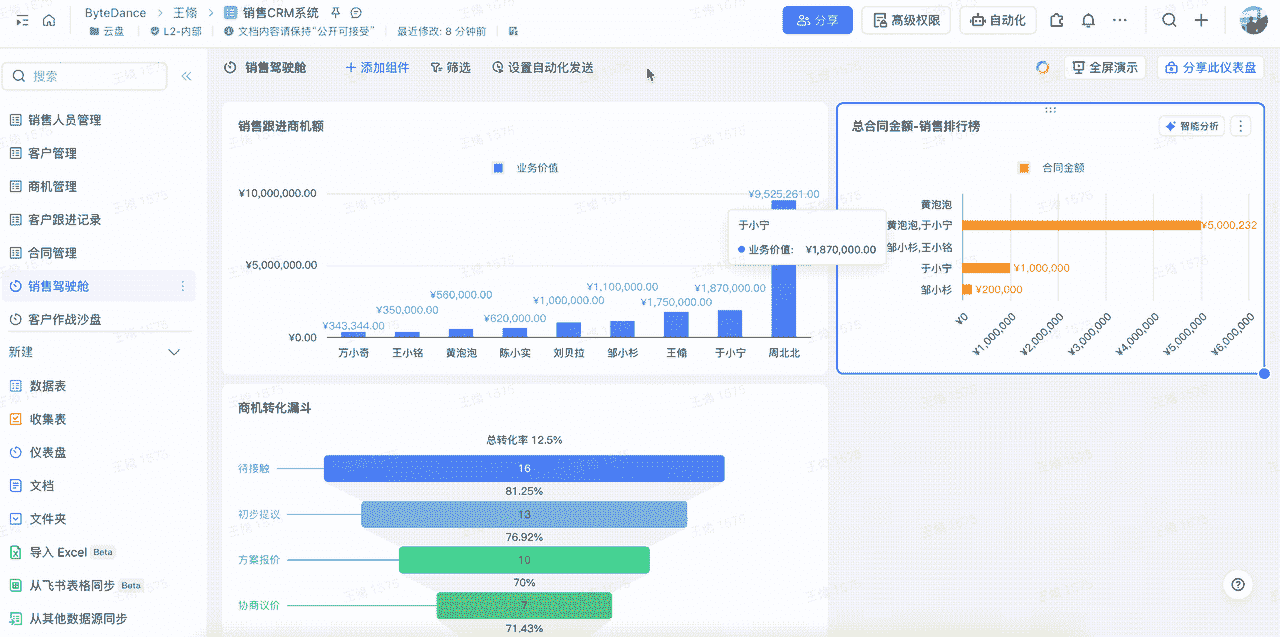 ByteDance
王翛
销售CRM系统
云盘
L2-内部
文档内容请保持“公开可接受”
最近修改: 8 分钟前
分享
高级权限
自动化
搜索
销售人员管理
客户管理
商机管理
客户跟进记录
合同管理
销售驾驶舱
客户作战沙盘
新建
数据表
收集表
仪表盘
文档
文件夹
导入 Excel Beta
从飞书表格同步 Beta
从其他数据源同步
销售驾驶舱
添加组件
筛选
设置自动化发送
全屏演示
分享此仪表盘
销售跟进商机额
业务价值
¥10,000,000.00
¥5,000,000.00
¥0.00
¥343,344.00
¥350,000.00
¥560,000.00
¥620,000.00
¥1,000,000.00
¥1,100,000.00
¥1,750,000.00
¥1,870,000.00
¥9,525,261.00
方小奇
王小铭
黄泡泡
陈小实
刘贝拉
邹小杉
王翛
于小宁
周北北
于小宁
业务价值: ¥1,870,000.00
总合同金额-销售排行榜
智能分析
合同金额
黄泡泡
黄泡泡,于小宁
¥5,000,232
邹小杉,王小铭
于小宁
¥1,000,000
邹小杉
¥200,000
¥0
¥1,000,000
¥2,000,000
¥3,000,000
¥4,000,000
¥5,000,000
¥6,000,000
商机转化漏斗
总转化率 12.5%
待接触
16
81.25%
初步提议
13
76.92%
方案报价
10
70%
协商议价
7
71.43%